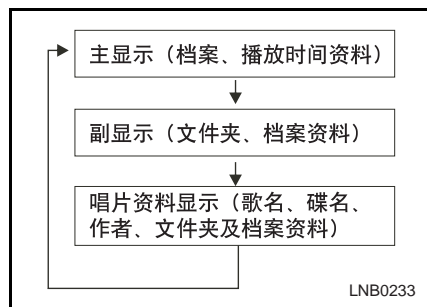 主显示（档案、播放时间资料）
副显示（文件夹、档案资料）
唱片资料显示（歌名、碟名、
作者、文件夹及档案资料）
LNB0233